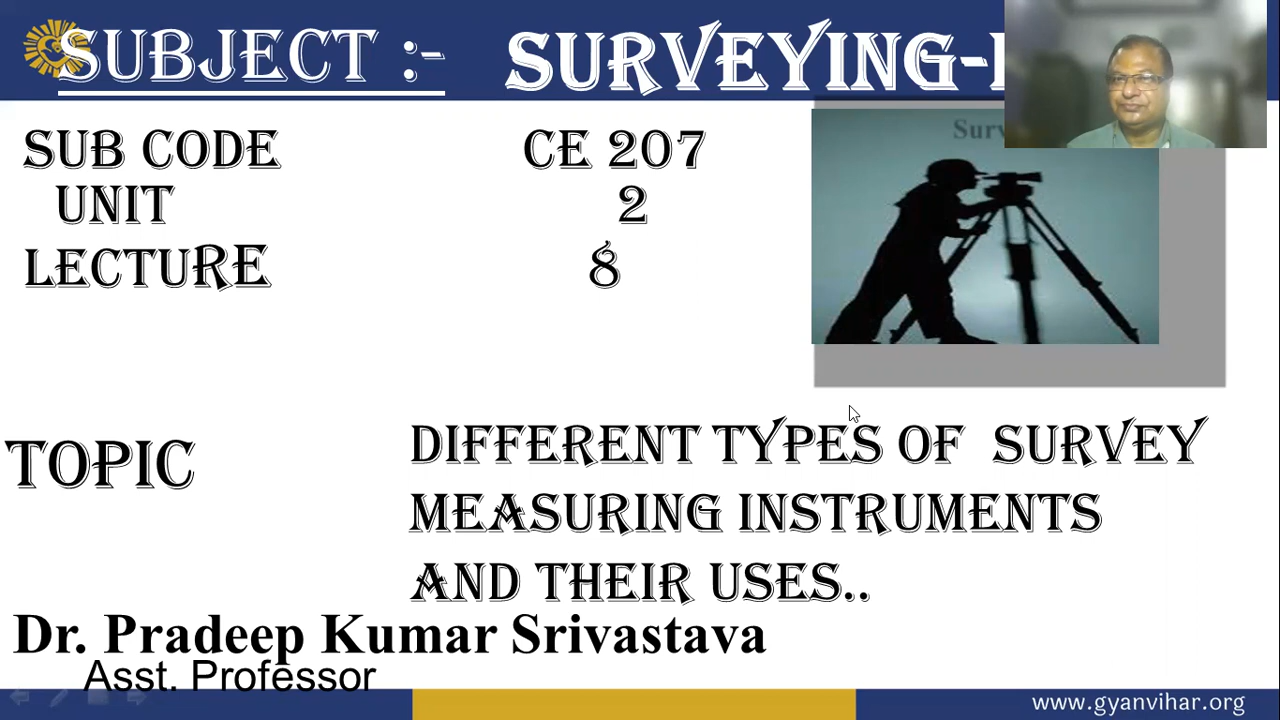 SUBJECT :- SURVEYING-I
SUB CODE CE 207
UNIT 2
LECTURE 8
TOPIC DIFFERENT TYPES OF SURVEY
MEASURING INSTRUMENTS
AND THEIR USES..
Dr. Pradeep Kumar Srivastava
Asst. Professor
www.gyanvihar.org